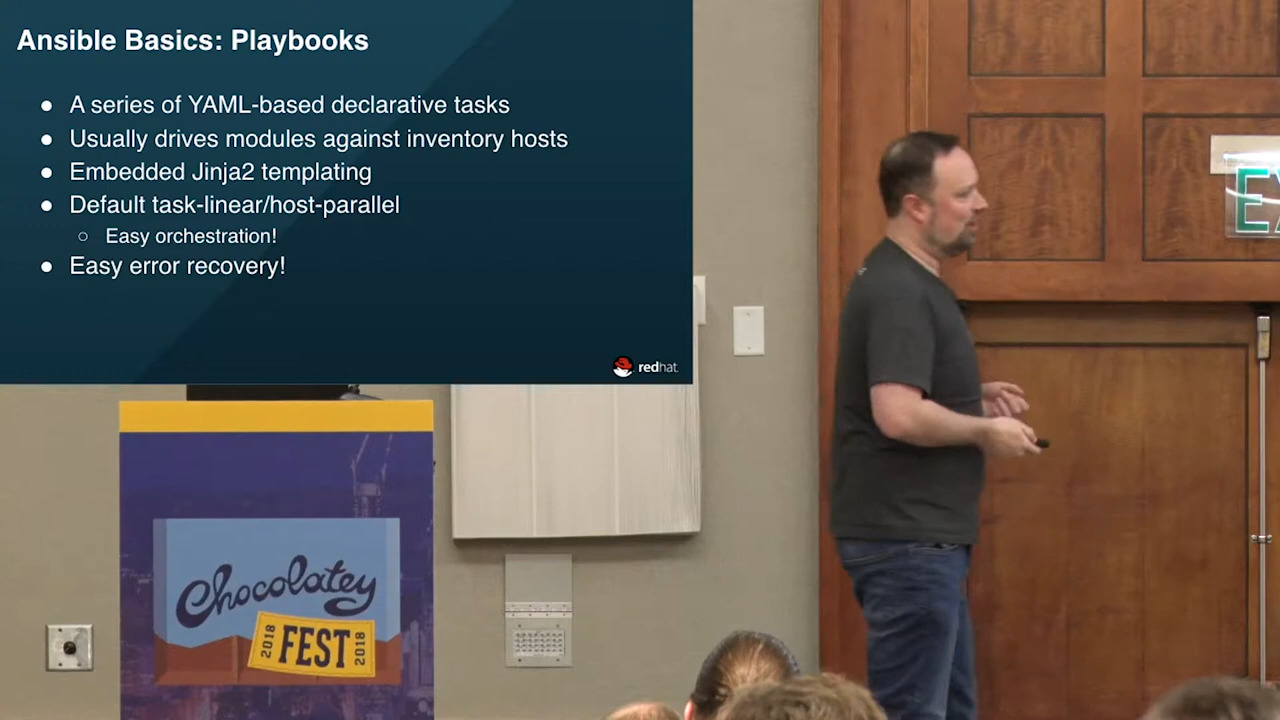 Ansible Basics: Playbooks
● A series of YAML-based declarative tasks
● Usually drives modules against inventory hosts
● Embedded Jinja2 templating
● Default task-linear/host-parallel
○ Easy orchestration!
● Easy error recovery!
redhat.
Chocolatey
2018 FEST 2018